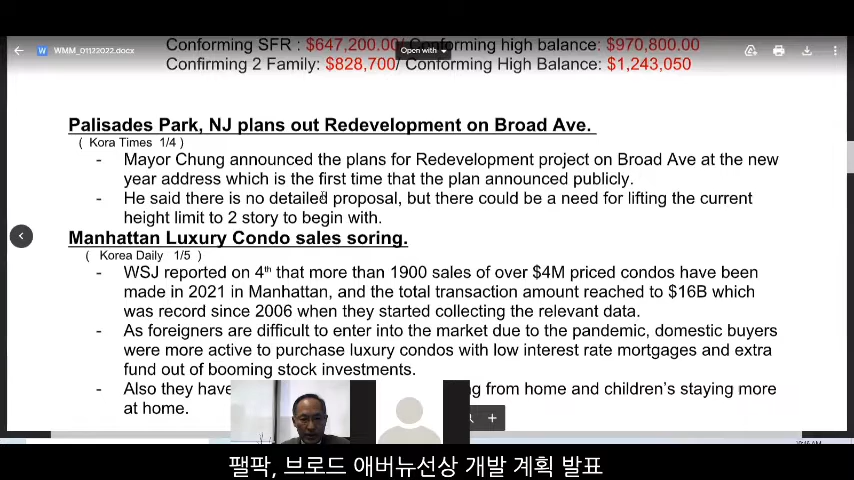 WMM_01122022.docx
Open with
Conforming SFR : $647,200.00/ Conforming high balance: $970,800.00
Confirming 2 Family: $828,700/ Conforming High Balance: $1,243,050
Palisades Park, NJ plans out Redevelopment on Broad Ave.
( Kora Times 1/4 )
- Mayor Chung announced the plans for Redevelopment project on Broad Ave at the new
year address which is the first time that the plan announced publicly.
- He said there is no detailed proposal, but there could be a need for lifting the current
height limit to 2 story to begin with.
Manhattan Luxury Condo sales soring.
( Korea Daily 1/5 )
- WSJ reported on 4th that more than 1900 sales of over $4M priced condos have been
made in 2021 in Manhattan, and the total transaction amount reached to $16B which
was record since 2006 when they started collecting the relevant data.
- As foreigners are difficult to enter into the market due to the pandemic, domestic buyers
were more active to purchase luxury condos with low interest rate mortgages and extra
fund out of booming stock investments.
- Also they have from home and children's staying more
at home.
팰팍, 브로드 애버뉴선상 개발 계획 발표